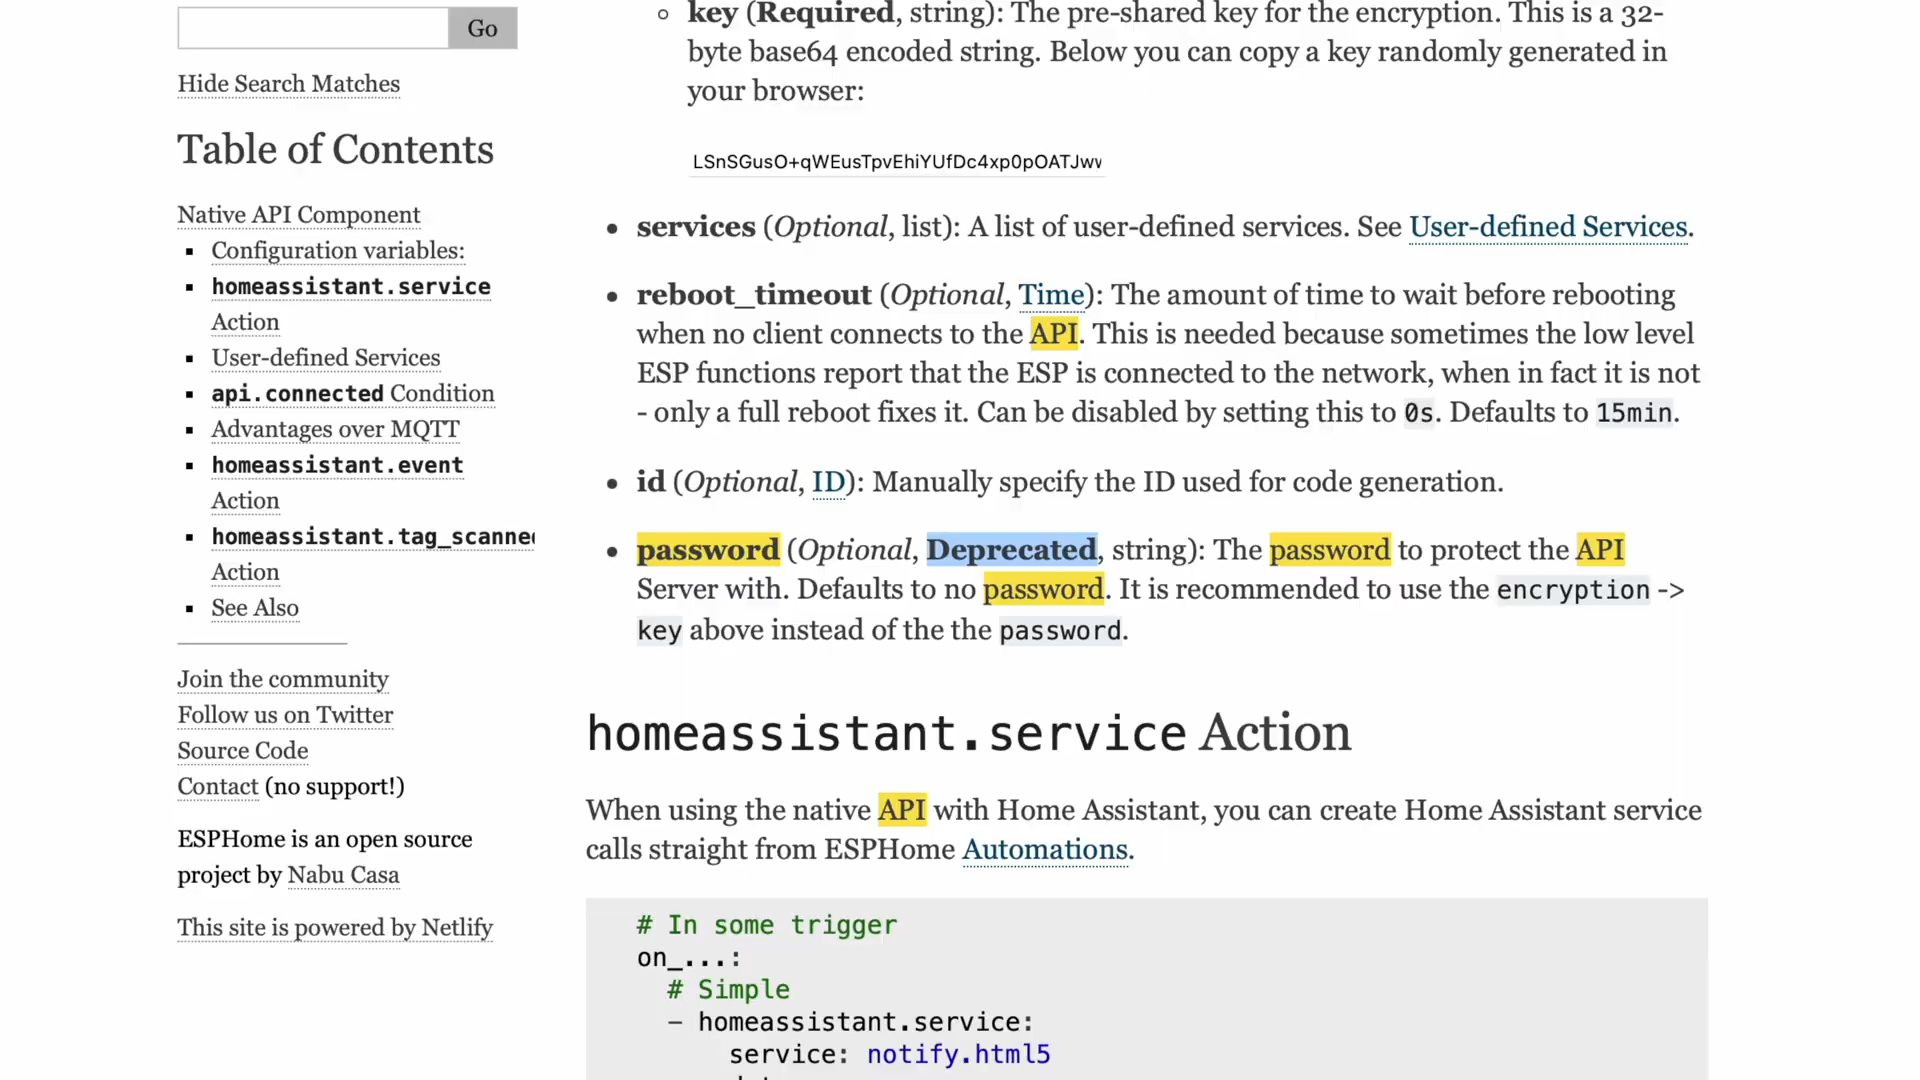 Go
Hide Search Matches
Table of Contents
Native API Component
Configuration variables:
homeassistant.service
Action
User-defined Services
api.connected Condition
Advantages over MQTT
homeassistant.event
Action
homeassistant.tag_scanned
Action
See Also
Join the community
Follow us on Twitter
Source Code
Contact (no support!)
ESPHome is an open source
project by Nabu Casa
This site is powered by Netlify
key (Required, string): The pre-shared key for the encryption. This is a 32-
byte base64 encoded string. Below you can copy a key randomly generated in
your browser:
LSnSGusO+qWEusTpvEhiYUfDc4xp0pOATJw
services (Optional, list): A list of user-defined services. See User-defined Services.
reboot_timeout (Optional, Time): The amount of time to wait before rebooting
when no client connects to the API. This is needed because sometimes the low level
ESP functions report that the ESP is connected to the network, when in fact it is not
- only a full reboot fixes it. Can be disabled by setting this to 0s. Defaults to 15min.
id (Optional, ID): Manually specify the ID used for code generation.
password (Optional, Deprecated, string): The password to protect the API
Server with. Defaults to no password. It is recommended to use the encryption ->
key above instead of the the password.
homeassistant.service Action
When using the native API with Home Assistant, you can create Home Assistant service
calls straight from ESPHome Automations.
# In some trigger
on_...:
# Simple
- homeassistant.service:
service: notify.html5